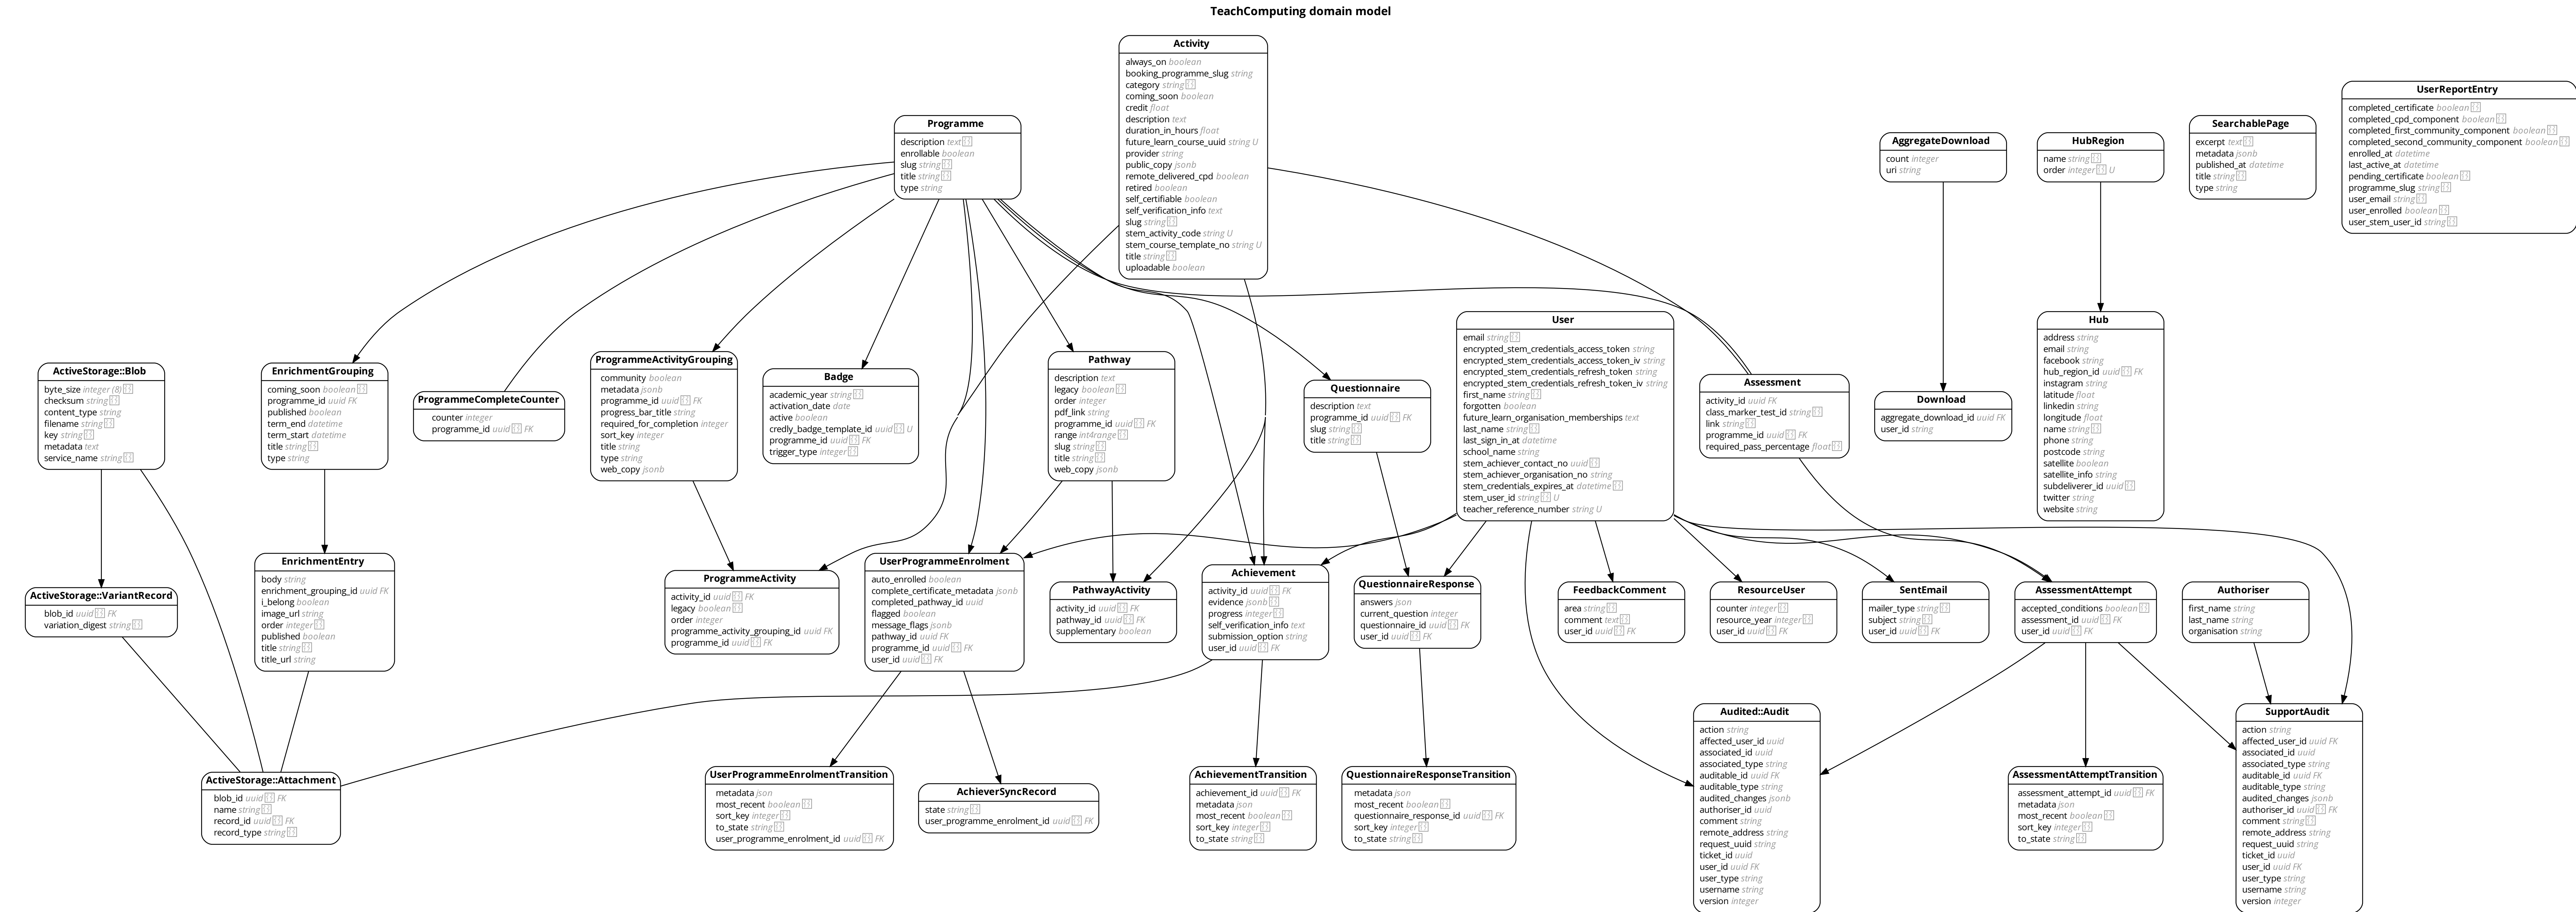 TeachComputing domain model
Activity
always_on boolean
booking_programme_slug string
category string
coming_soon boolean
credit float
description text
duration_in_hours float
future_learn_course_uuid string U
provider string
public_copy jsonb
remote_delivered_cpd boolean
retired boolean
self_certifiable boolean
self_verification_info text
slug string
stem_activity_code string U
stem_course_template_no string U
title string
uploadable boolean
Programme
description text
enrollable boolean
slug string
title string
type string
AggregateDownload
count integer
uri string
HubRegion
name string
order integer U
SearchablePage
excerpt text
metadata jsonb
published_at datetime
title string
type string
UserReportEntry
completed_certificate boolean
completed_cpd_component boolean
completed_first_community_component boolean
completed_second_community_component boolean
enrolled_at datetime
last_active_at datetime
pending_certificate boolean
programme_slug string
user_email string
user_enrolled boolean
user_stem_user_id string
ActiveStorage::Blob
byte_size integer (8)
checksum string
content_type string
filename string
key string
metadata text
service_name string
EnrichmentGrouping
coming_soon boolean
programme_id uuid FK
published boolean
term_end datetime
term_start datetime
title string
type string
ProgrammeCompleteCounter
counter integer
programme_id uuid FK
ProgrammeActivityGrouping
community boolean
metadata jsonb
programme_id uuid FK
progress_bar_title string
required_for_completion integer
sort_key integer
title string
type string
web_copy jsonb
Badge
academic_year string
activation_date date
active boolean
credly_badge_template_id uuid U
programme_id uuid FK
trigger_type integer
Pathway
description text
legacy boolean
order integer
pdf_link string
programme_id uuid FK
range int4range
slug string
title string
web_copy jsonb
Questionnaire
description text
programme_id uuid FK
slug string
title string
User
email string
encrypted_stem_credentials_access_token string
encrypted_stem_credentials_access_token_iv string
encrypted_stem_credentials_refresh_token string
encrypted_stem_credentials_refresh_token_iv string
first_name string
forgotten boolean
future_learn_organisation_memberships text
last_name string
last_sign_in_at datetime
school_name string
stem_achiever_contact_no uuid
stem_achiever_organisation_no string
stem_credentials_expires_at datetime
stem_user_id string U
teacher_reference_number string U
Assessment
activity_id uuid FK
class_marker_test_id string
link string
programme_id uuid FK
required_pass_percentage float
Download
aggregate_download_id uuid FK
user_id string
Hub
address string
email string
facebook string
hub_region_id uuid FK
instagram string
latitude float
linkedin string
longitude float
name string
phone string
postcode string
satellite boolean
satellite_info string
subdeliverer_id uuid
twitter string
website string
ActiveStorage::VariantRecord
blob_id uuid FK
variation_digest string
EnrichmentEntry
body string
enrichment_grouping_id uuid FK
i_belong boolean
image_url string
order integer
published boolean
title string
title_url string
ProgrammeActivity
activity_id uuid FK
legacy boolean
order integer
programme_activity_grouping_id uuid FK
programme_id uuid FK
UserProgrammeEnrolment
auto_enrolled boolean
complete_certificate_metadata jsonb
completed_pathway_id uuid
flagged boolean
message_flags jsonb
pathway_id uuid FK
programme_id uuid FK
user_id uuid FK
PathwayActivity
activity_id uuid FK
pathway_id uuid FK
supplementary boolean
Achievement
activity_id uuid FK
evidence jsonb
progress integer
self_verification_info text
submission_option string
user_id uuid FK
QuestionnaireResponse
answers json
current_question integer
questionnaire_id uuid FK
user_id uuid FK
FeedbackComment
area string
comment text
user_id uuid FK
ResourceUser
counter integer
resource_year integer
user_id uuid FK
SentEmail
mailer_type string
subject string
user_id uuid FK
AssessmentAttempt
accepted_conditions boolean
assessment_id uuid FK
user_id uuid FK
Authoriser
first_name string
last_name string
organisation string
ActiveStorage::Attachment
blob_id uuid FK
name string
record_id uuid FK
record_type string
UserProgrammeEnrolmentTransition
metadata json
most_recent boolean
sort_key integer
to_state string
user_programme_enrolment_id uuid FK
AchieverSyncRecord
state string
user_programme_enrolment_id uuid FK
AchievementTransition
achievement_id uuid FK
metadata json
most_recent boolean
sort_key integer
to_state string
QuestionnaireResponseTransition
metadata json
most_recent boolean
questionnaire_response_id uuid FK
sort_key integer
to_state string
Audited::Audit
action string
affected_user_id uuid
associated_id uuid
associated_type string
auditable_id uuid FK
auditable_type string
audited_changes jsonb
authoriser_id uuid
comment string
remote_address string
request_uuid string
ticket_id uuid
user_id uuid FK
user_type string
username string
version integer
AssessmentAttemptTransition
assessment_attempt_id uuid FK
metadata json
most_recent boolean
sort_key integer
to_state string
SupportAudit
action string
affected_user_id uuid FK
associated_id uuid
associated_type string
auditable_id uuid FK
auditable_type string
audited_changes jsonb
authoriser_id uuid FK
comment string
remote_address string
request_uuid string
ticket_id uuid
user_id uuid FK
user_type string
username string
version integer